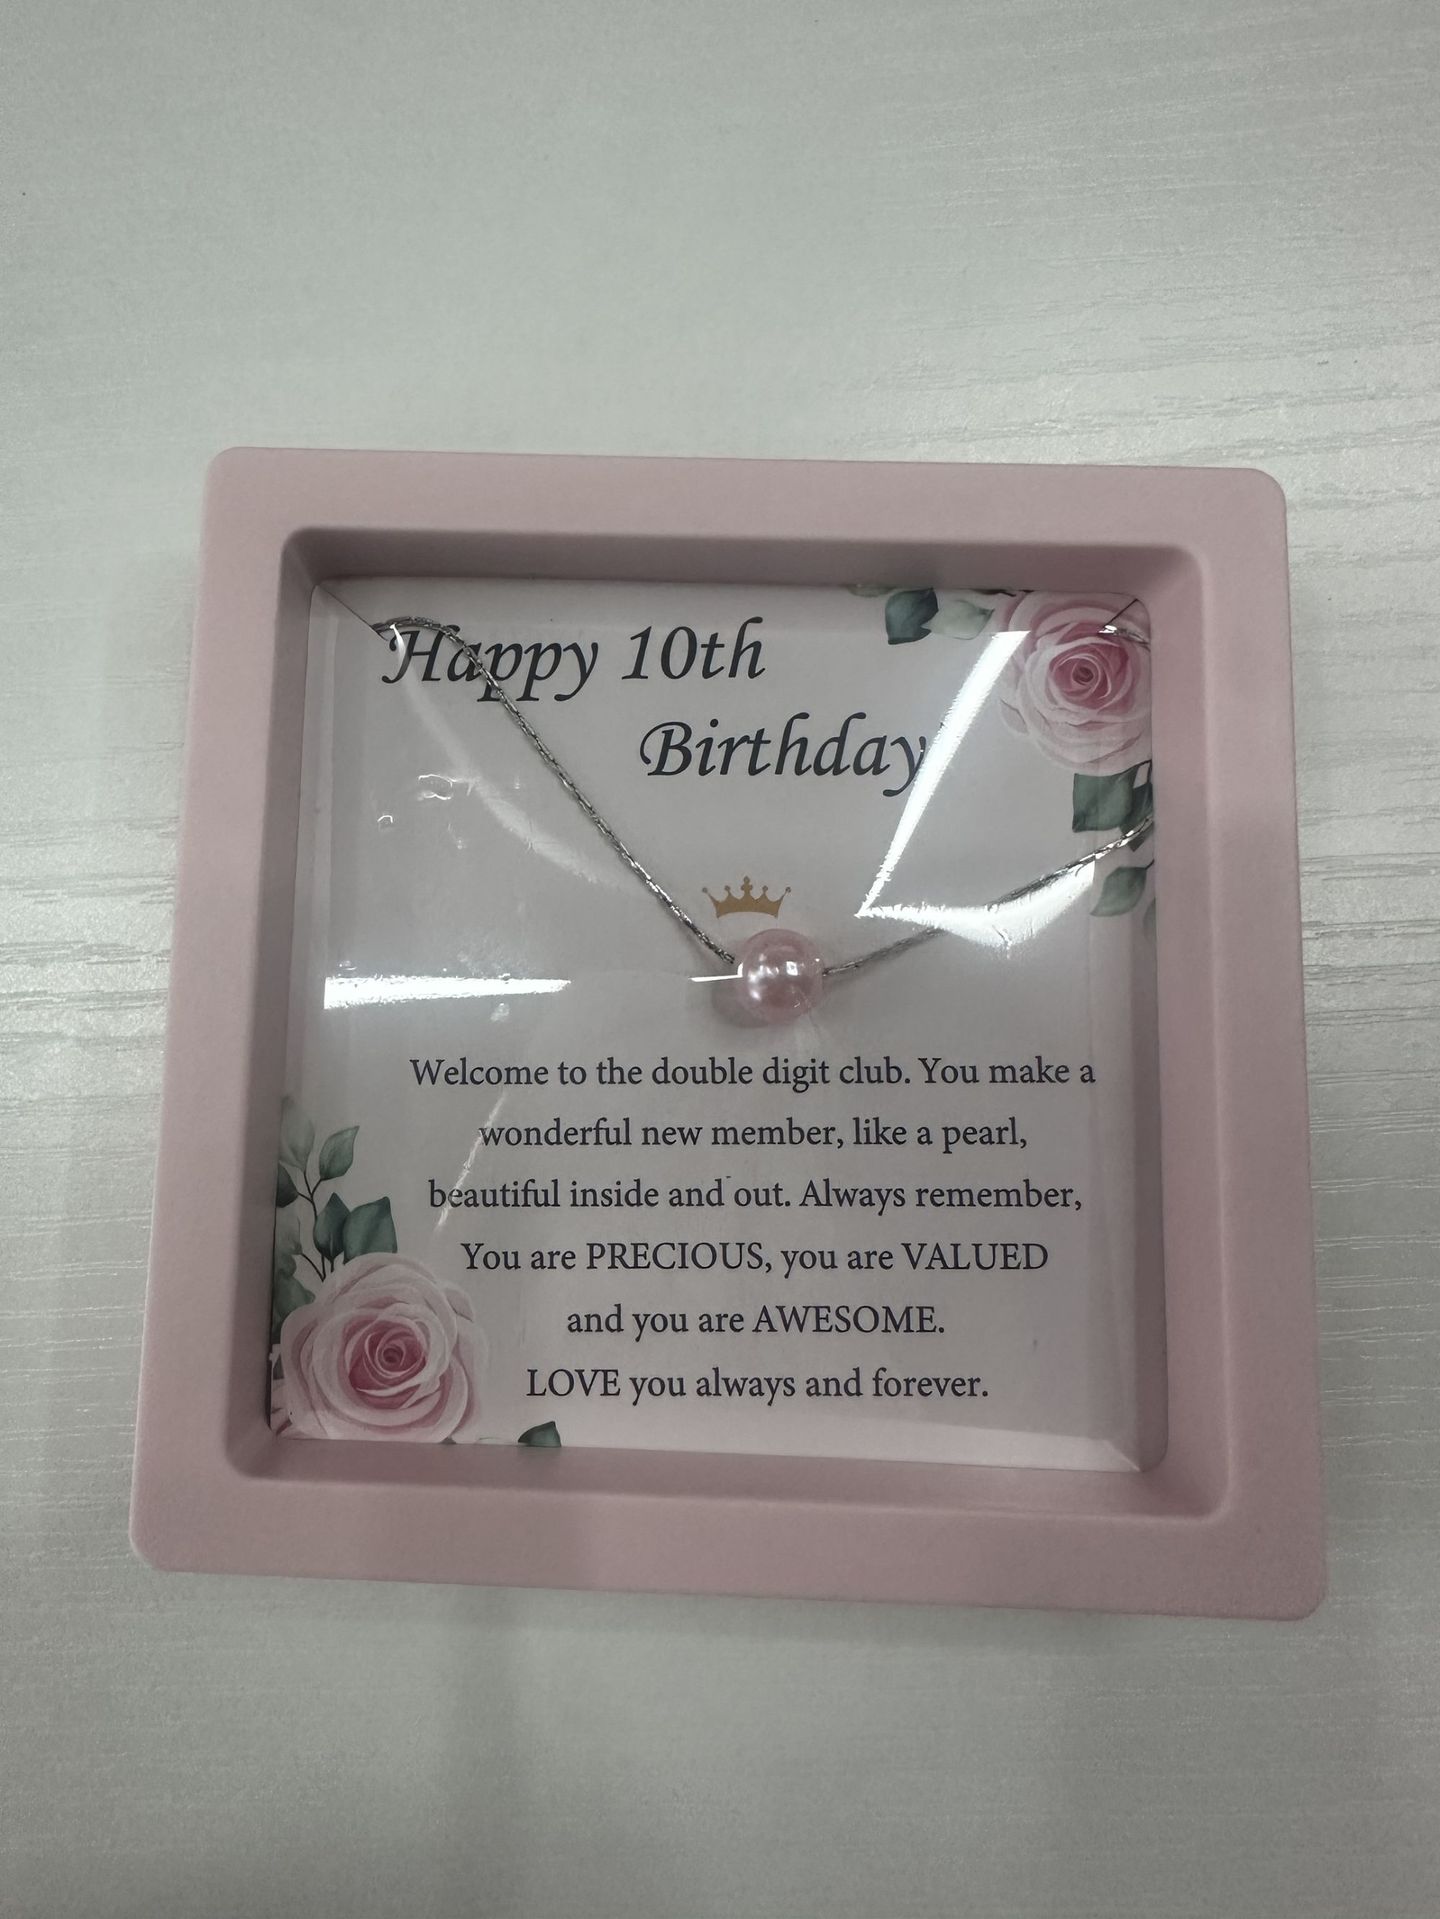 Happy 10th
Birthday
Welcome to the double digit club. You make a
wonderful new member, like a pearl,
beautiful inside and out. Always remember,
You are PRECIOUS, you are VALUED
and you are AWESOME.
LOVE you always and forever.